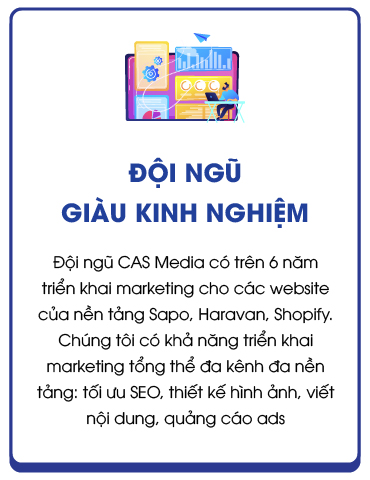 ĐỘI NGŨ
GIÀU KINH NGHIỆM
Đội ngũ CAS Media có trên 6 năm
triển khai marketing cho các website
của nền tảng Sapo, Haravan, Shopify.
Chúng tôi có khả năng triển khai
marketing tổng thể đa kênh đa nền
tảng: tối ưu SEO, thiết kế hình ảnh, viết
nội dung, quảng cáo ads